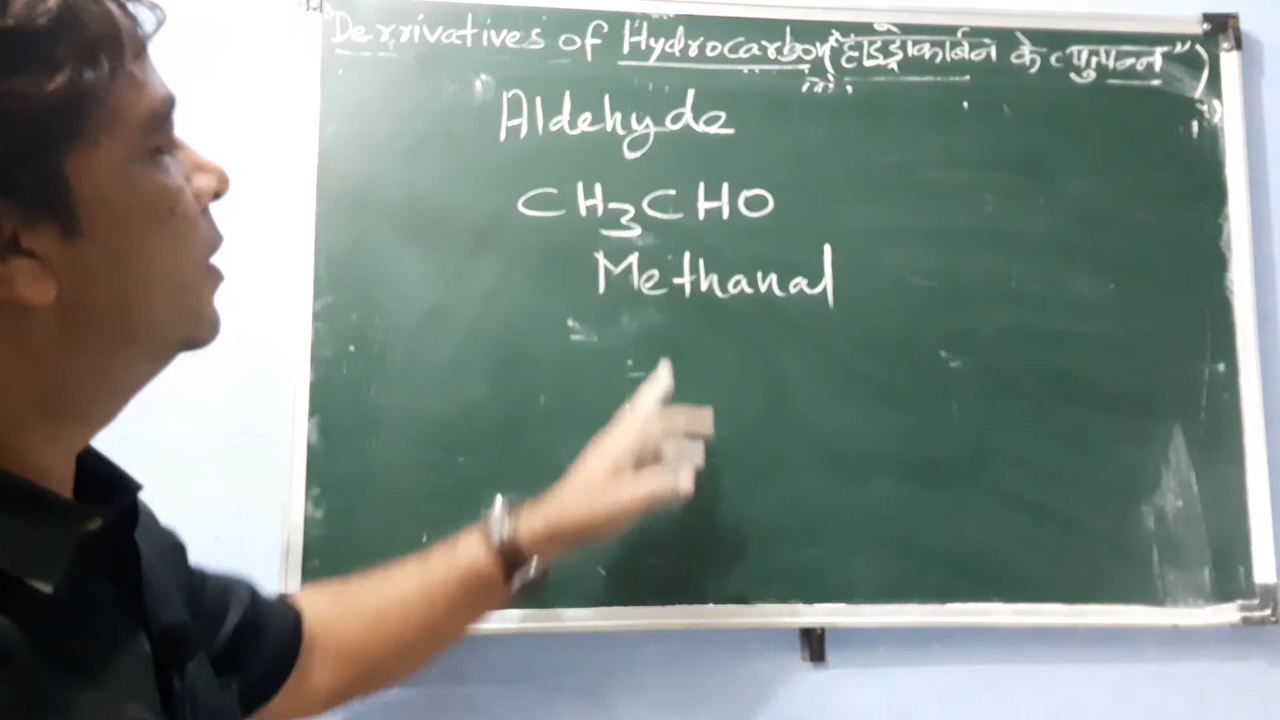 Derrivatives of Hydrocarbon ("हाइड्रोकार्बन के व्युत्पन्न")
Aldehyde
CH3CHO
Methanal